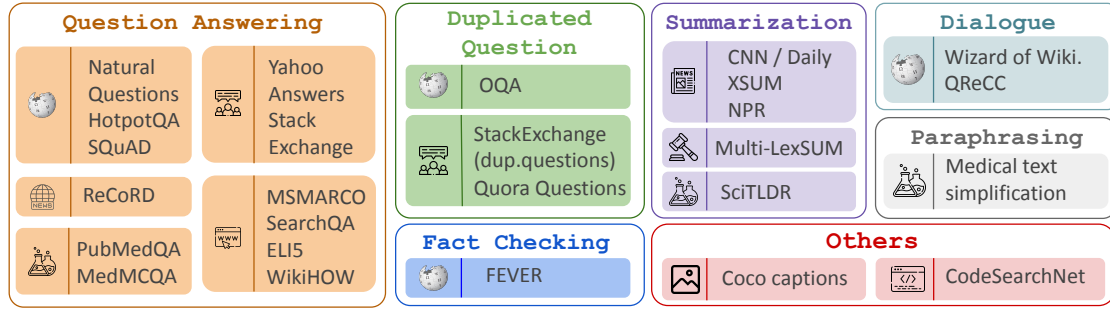 Question Answering
Natural
Questions
HotpotQA
SQuAD
Yahoo
Answers
Stack
Exchange
NEWS
ReCoRD
PubMedQA
MedMCQA
WWW
MSMARCO
SearchQA
ELI5
WikiHOW
Duplicated
Question
OQA
StackExchange
(dup.questions)
Quora Questions
Fact Checking
FEVER
Summarization
NEWS
CNN / Daily
XSUM
NPR
Multi-LexSUM
SciTLDR
Dialogue
Wizard of Wiki.
QReCC
Paraphrasing
Medical text
simplification
Others
Coco captions
</>
CodeSearchNet